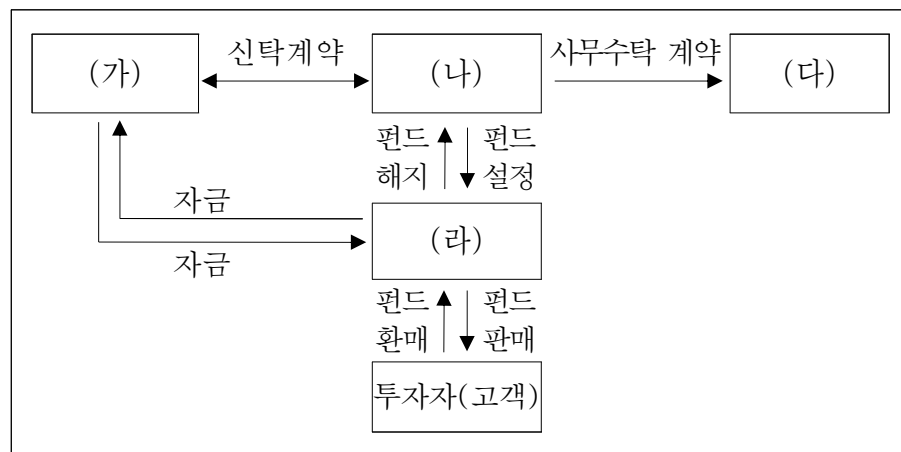 신탁계약
사무수탁 계약
(가)
(나)
(다)
펀드
해지
펀드
설정
자금
(라)
자금
펀드
환매
펀드
판매
투자자(고객)